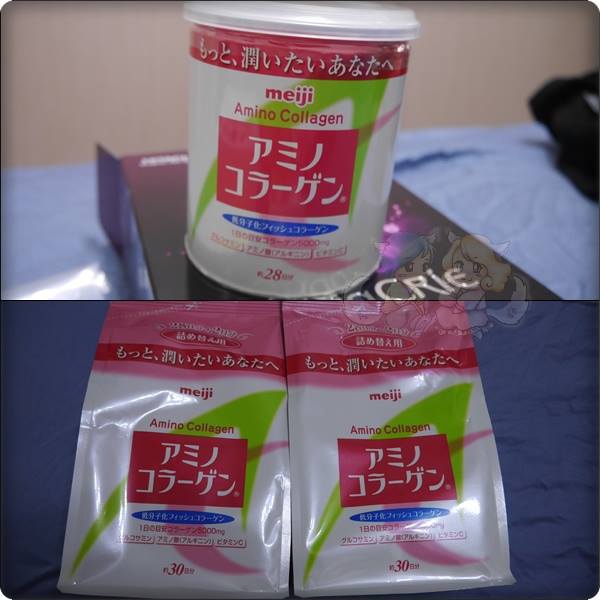 もっと、潤いたいあなたへ
meiji
Amino Collagen
アミノ
コラーゲン®
低分子化フィッシュコラーゲン
1日の目安コラーゲン5000mg
グルコサミン アミノ酸(アルギニン) ビタミンC
約28日分
詰め替え用
もっと、潤いたいあなたへ
meiji
Amino Collagen
アミノ
コラーゲン®
低分子化フィッシュコラーゲン
1日の目安コラーゲン5000mg
グルコサミン アミノ酸(アルギニン) ビタミンC
約30日分
詰め替え用
もっと、潤いたいあなたへ
meiji
Amino Collagen
アミノ
コラーゲン®
低分子化フィッシュコラーゲン
1日の目安コラーゲン
グルコサミン アミノ酸(アルギニン) ビタミンC
約30日分